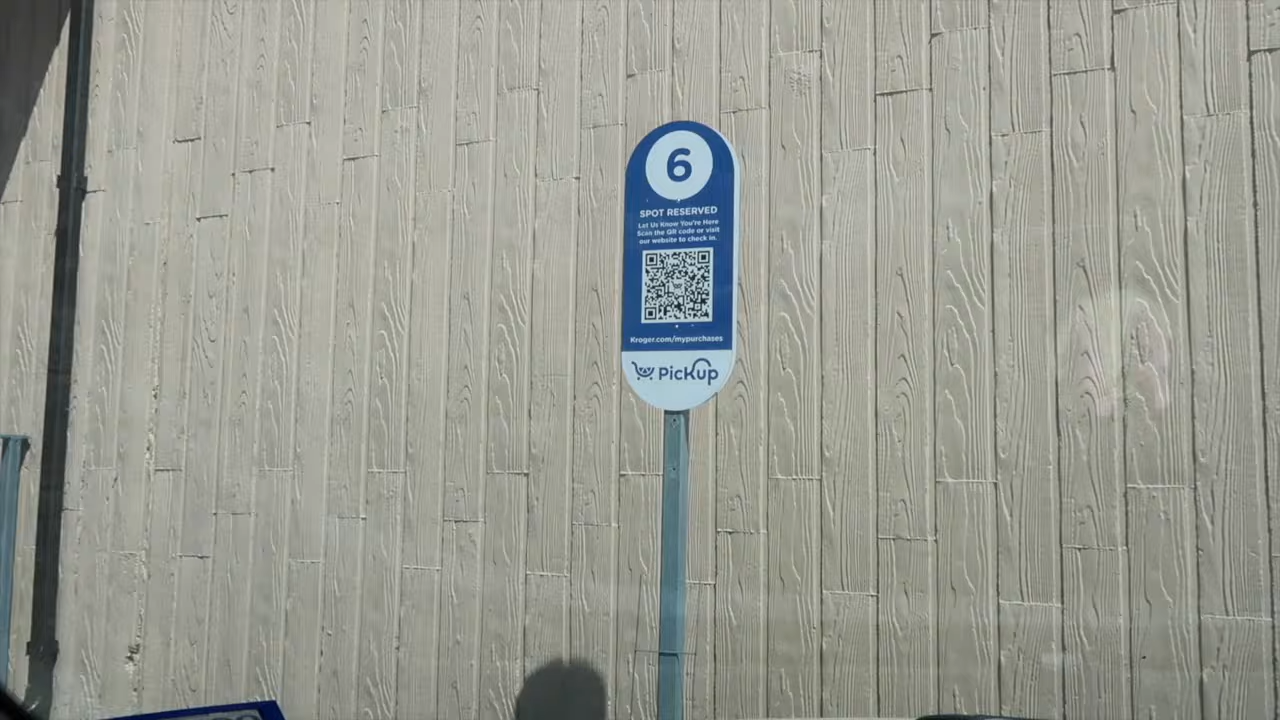 6
SPOT RESERVED
Let Us Know You're Here
Scan the QR code or visit
our website to check in.
Kroger.com/mypurchases
Pickup